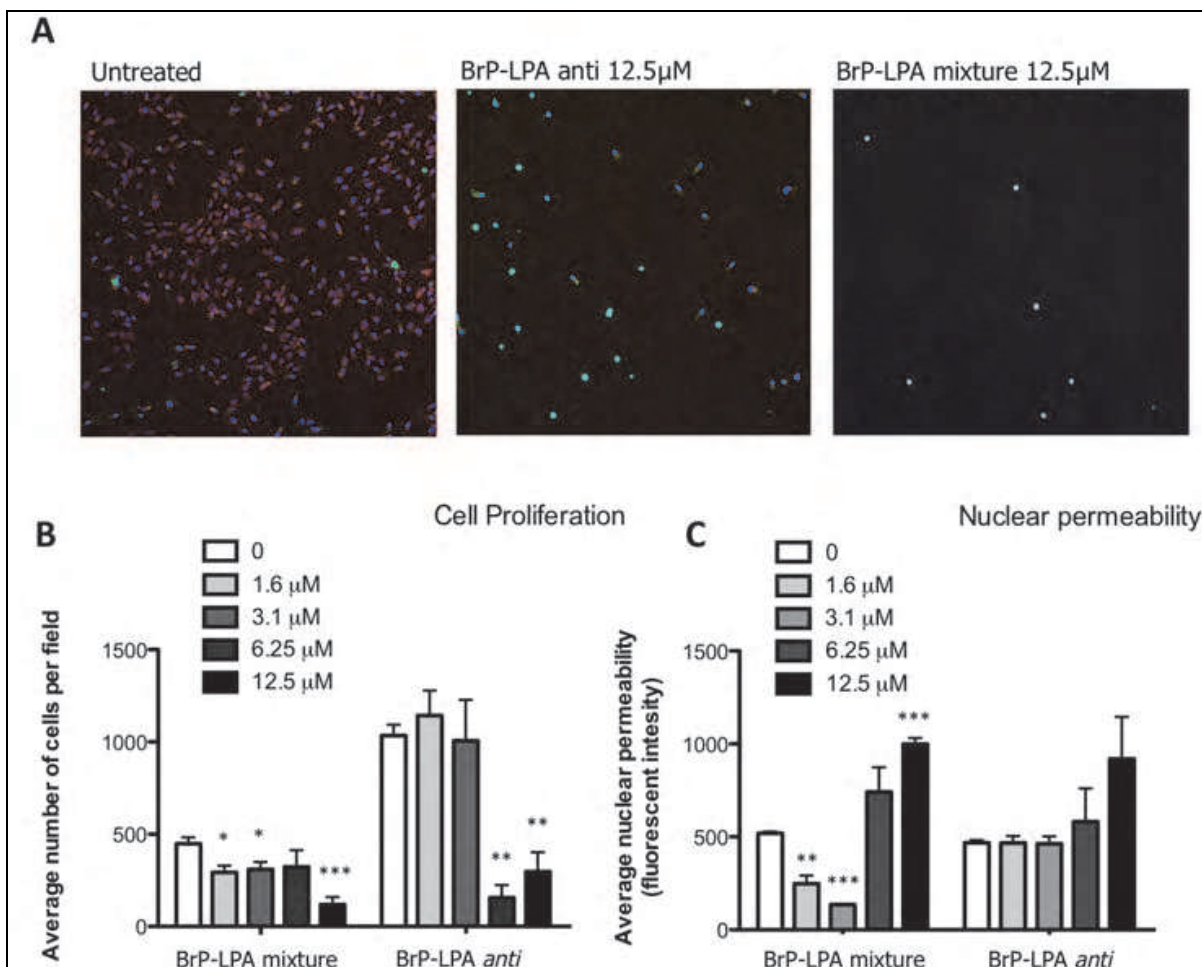 A
Untreated
BrP-LPA anti 12.5µM
BrP-LPA mixture 12.5µM
B
Cell Proliferation
0
1.6 µM
3.1 µM
6.25 µM
12.5 µM
Average number of cells per field
1500
1000
500
0
*
*
***
**
**
BrP-LPA mixture
BrP-LPA anti
C
Nuclear permeability
0
1.6 µM
3.1 µM
6.25 µM
12.5 µM
Average nuclear permeability
(fluorescent intesity)
1500
1000
500
0
**
***
***
BrP-LPA mixture
BrP-LPA anti